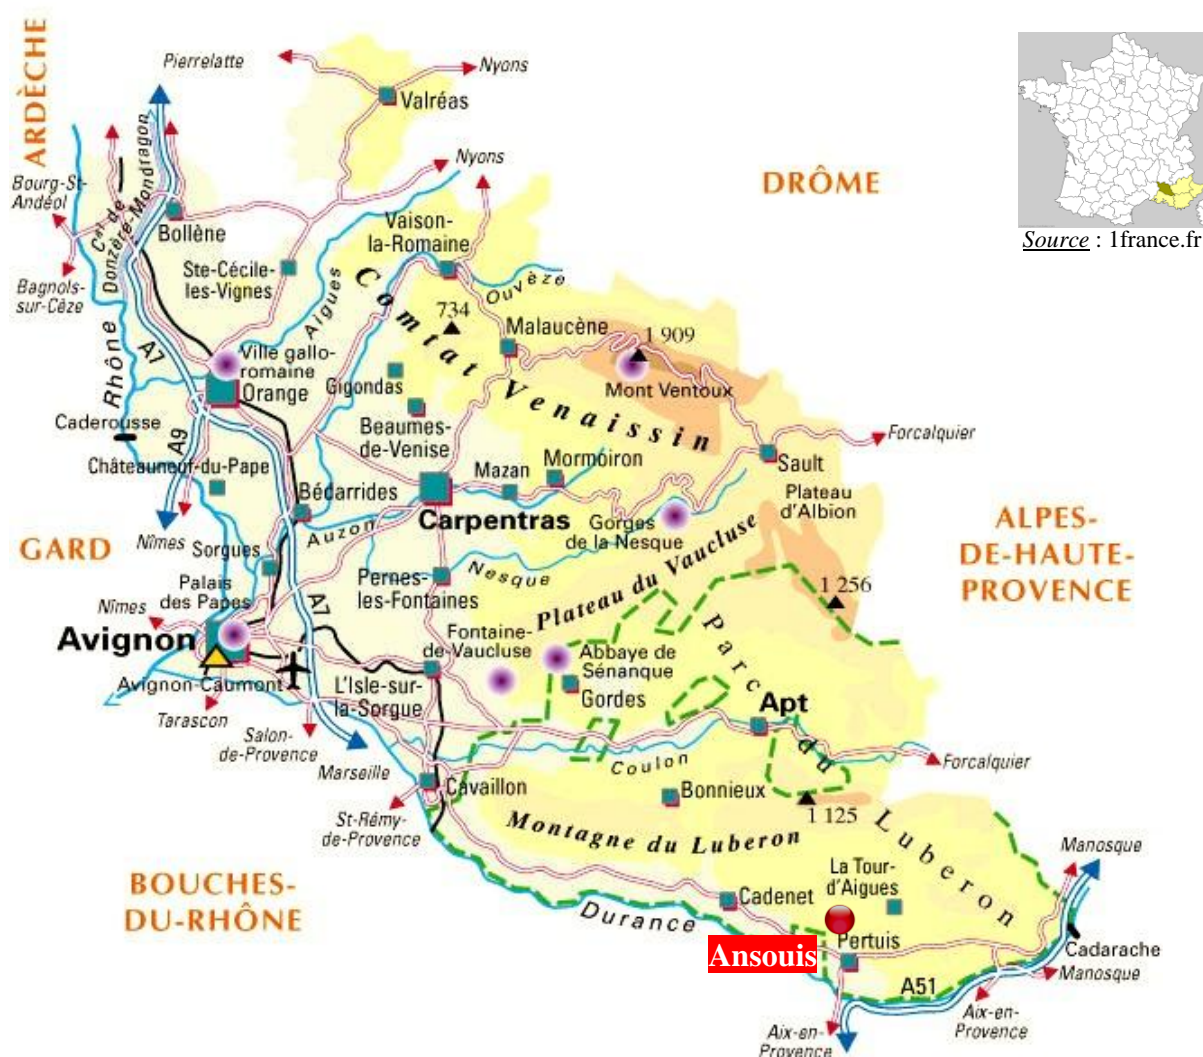 ARDÈCHE
Pierrelatte
Nyons
Valréas
Nyons
DRÔME
Source : 1france.fr
Bourg-St-
Andéol
Cal de
Donzère-Mondragon
Bollène
Vaison-
la-Romaine
Ste-Cécile-
les-Vignes
Bagnols-
sur-Cèze
Aigues
Ouvèze
Comtat Venaissin
734
Malaucène
1 909
Mont Ventoux
Rhône
A7
Ville gallo-
romaine
Orange
Gigondas
Caderousse
A9
Beaumes-
de-Venise
Forcalquier
Châteauneuf-du-Pape
Mazan
Mormoiron
Sault
Bédarrides
Carpentras
Plateau
d'Albion
Auzon
Gorges
de la Nesque
ALPES-
DE-HAUTE-
PROVENCE
GARD
Nîmes
Sorgues
Nesque
Plateau du Vaucluse
Palais
des Papes
Pernes-
les-Fontaines
1 256
Nîmes
A7
Avignon
Fontaine-
de Vaucluse
Abbaye de
Sénanque
Parc du Luberon
Avignon-Caumont
L'Isle-sur-
la-Sorgue
Gordes
Apt
Tarascon
Salon-
de-Provence
Marseille
Coulon
Forcalquier
Cavaillon
Bonnieux
St-Rémy-
de-Provence
1 125
Montagne du Luberon
Manosque
BOUCHES-
DU-RHÔNE
La Tour-
d'Aigues
Cadenet
Durance
Pertuis
Ansouis
Cadarache
Manosque
A51
Aix-en-
Provence
Aix-en-
Provence